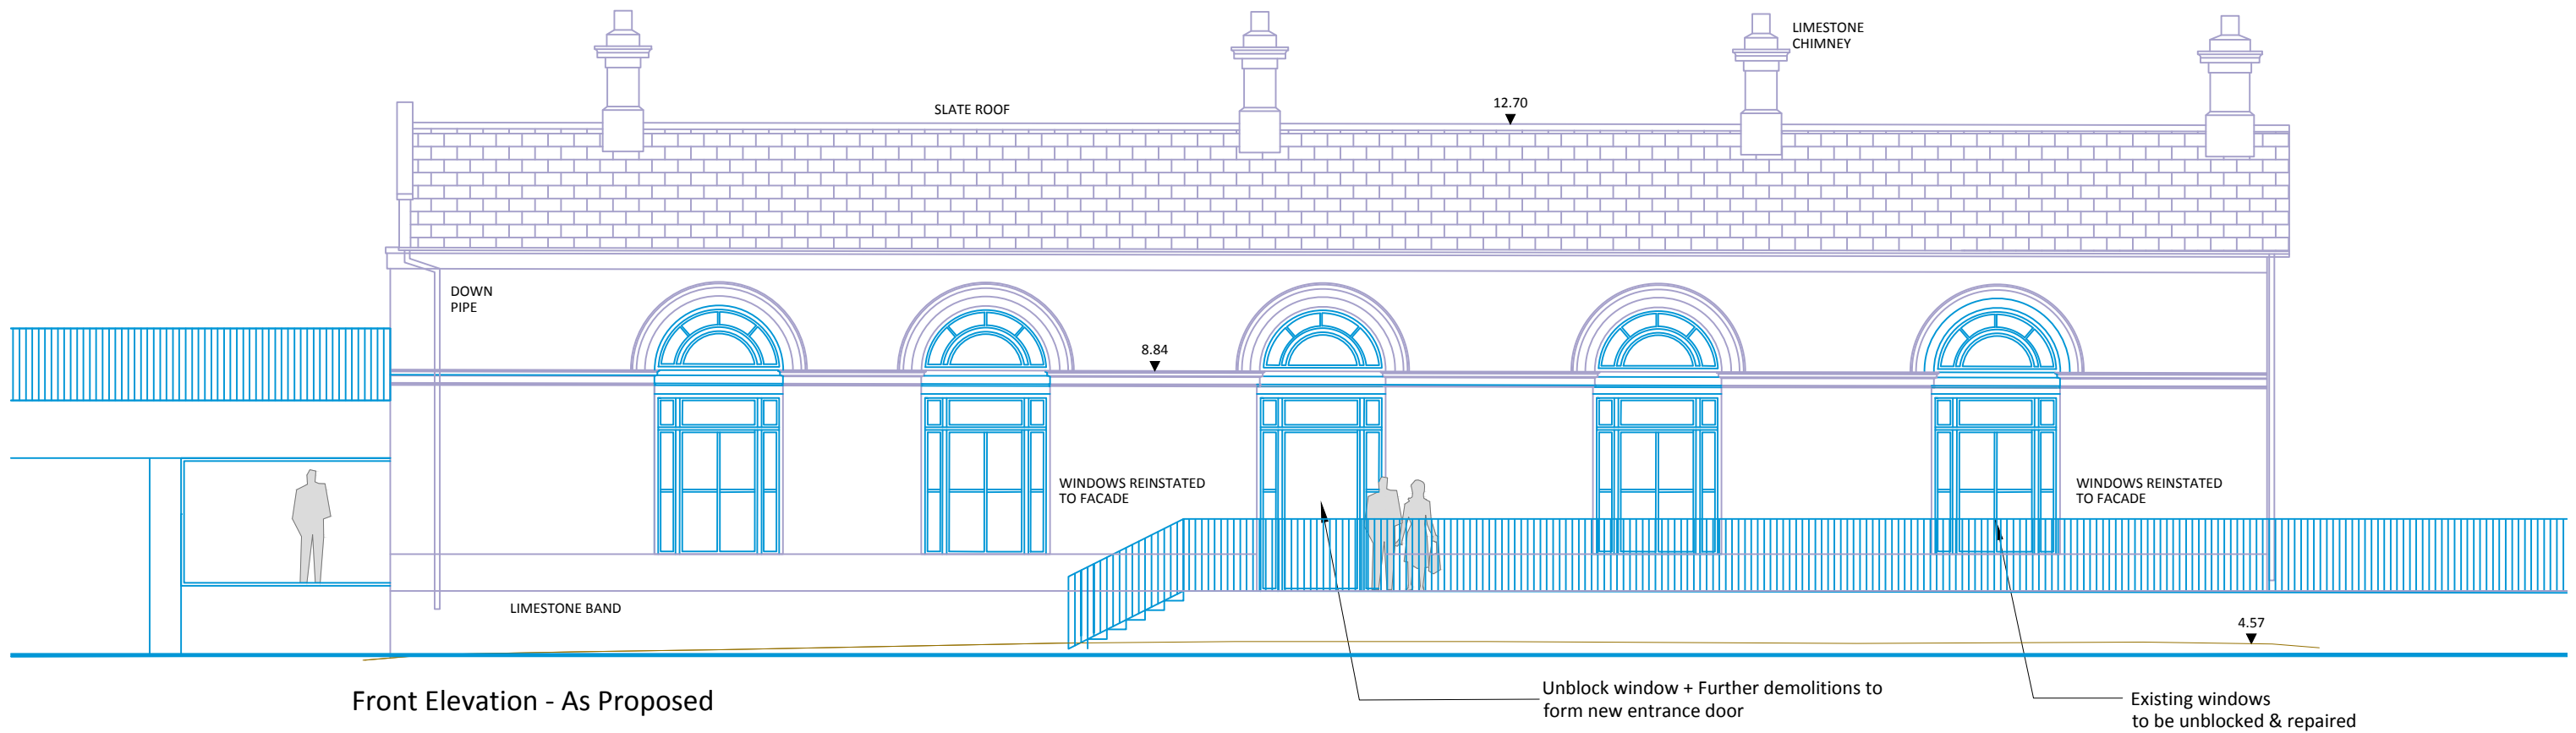 LIMESTONE
CHIMNEY
SLATE ROOF
12.70
DOWN
PIPE
8.84
WINDOWS REINSTATED
TO FACADE
WINDOWS REINSTATED
TO FACADE
LIMESTONE BAND
4.57
Front Elevation - As Proposed
Unblock window + Further demolitions to
form new entrance door
Existing windows
to be unblocked & repaired